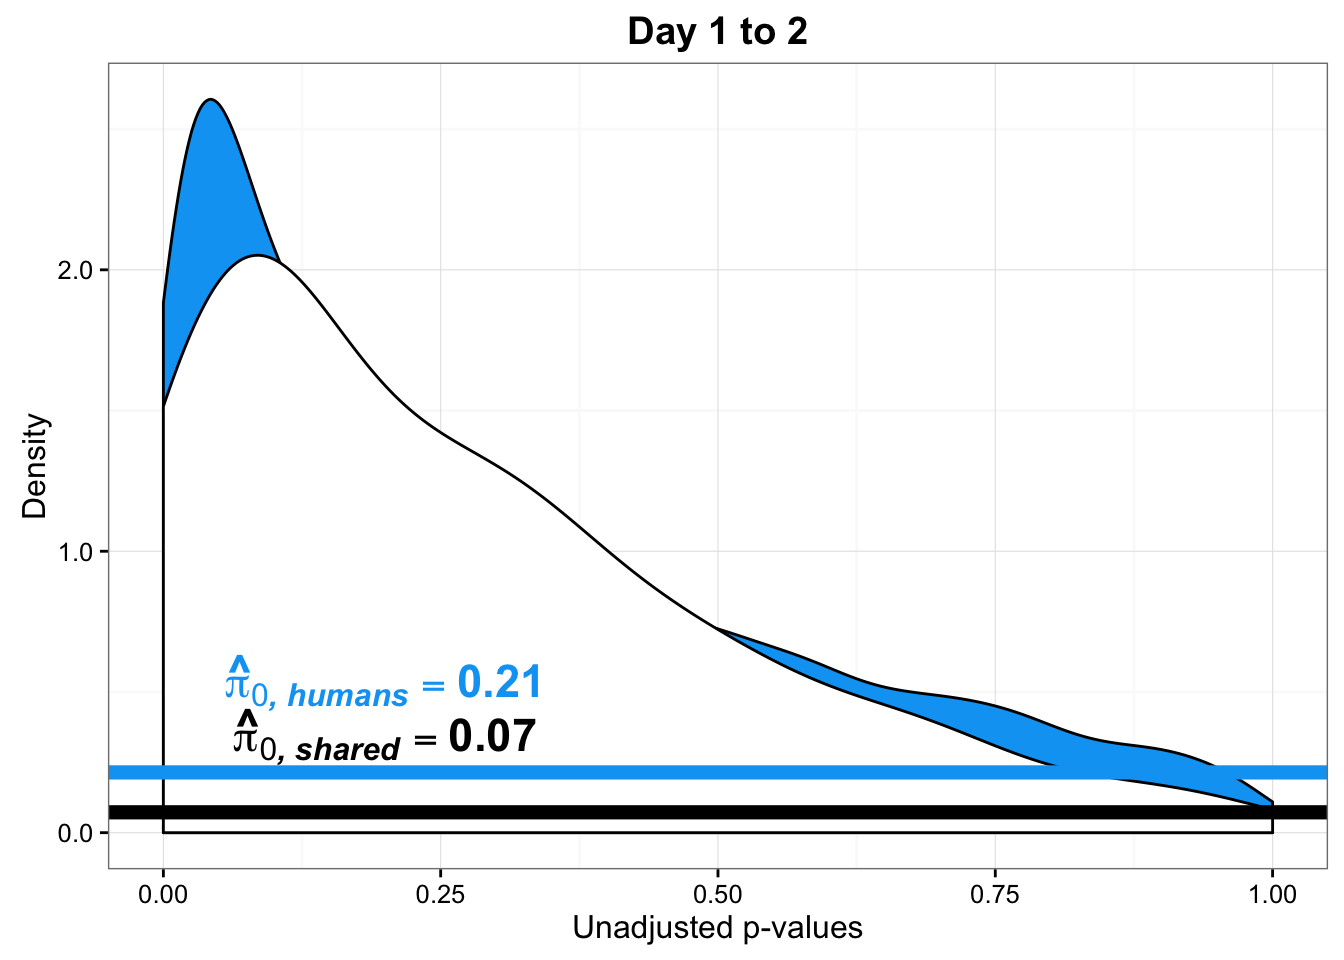 Day 1 to 2
Density
2.0
1.0
0.0
π̂0, humans = 0.21
π̂0, shared = 0.07
0.00 0.25 0.50 0.75 1.00
Unadjusted p-values